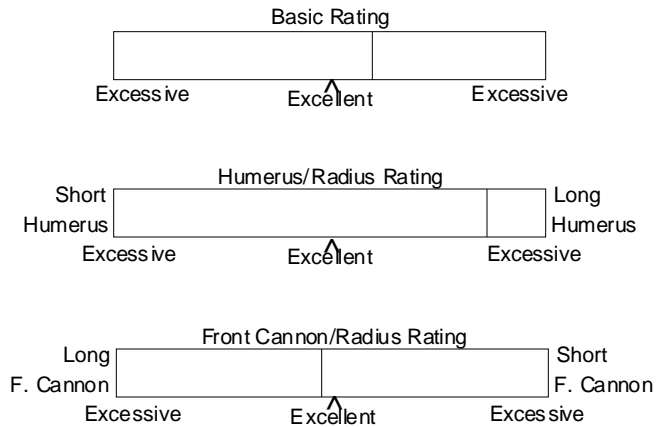 Basic Rating
Excessive Excellent Excessive
Humerus/Radius Rating
Short Long
Humerus Humerus
Excessive Excellent Excessive
Front Cannon/Radius Rating
Long Short
F. Cannon F. Cannon
Excessive Excellent Excessive